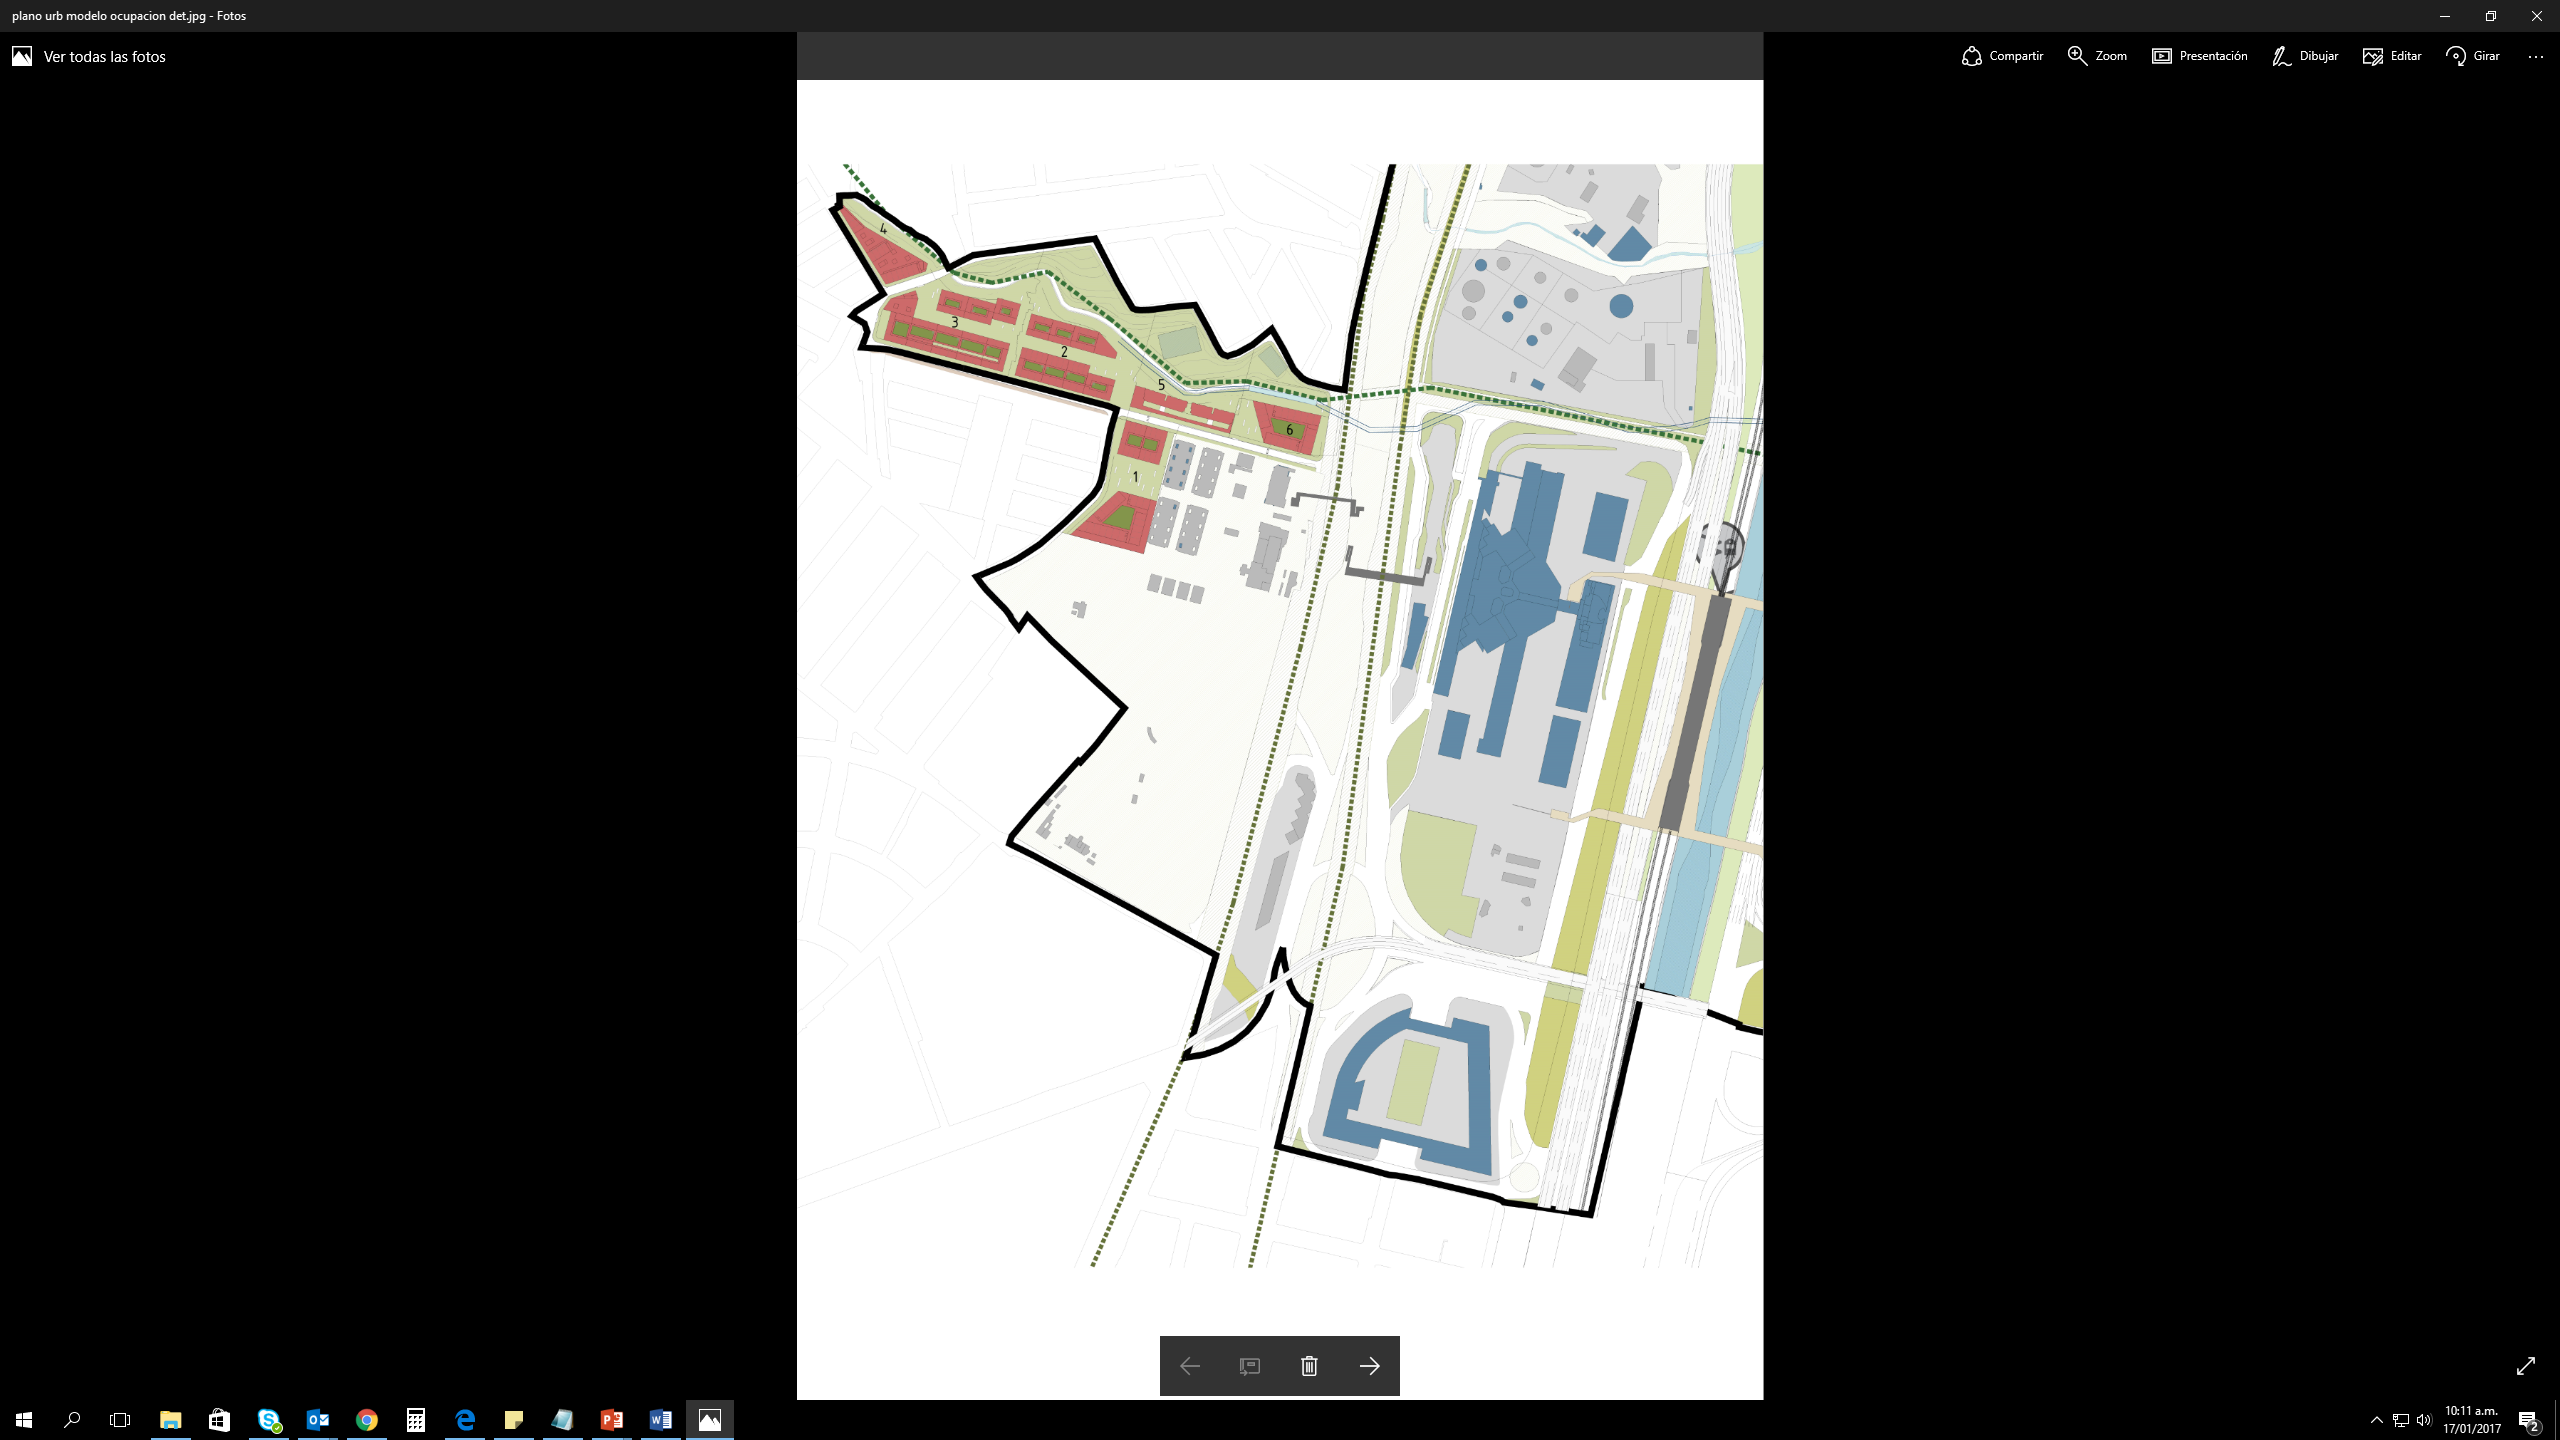 plano urb modelo ocupacion det.jpg - Fotos
Ver todas las fotos
Compartir
Zoom
Presentación
Dibujar
Editar
Girar
4
3
2
5
6
1
10:11 a.m.
17/01/2017
2